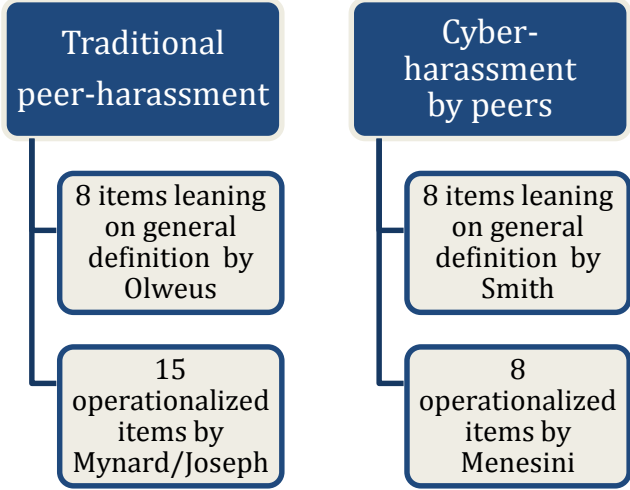 Traditional
peer-harassment
8 items leaning
on general
definition by
Olweus
15
operationalized
items by
Mynard/Joseph
Cyber-
harassment
by peers
8 items leaning
on general
definition by
Smith
8
operationalized
items by
Menesini